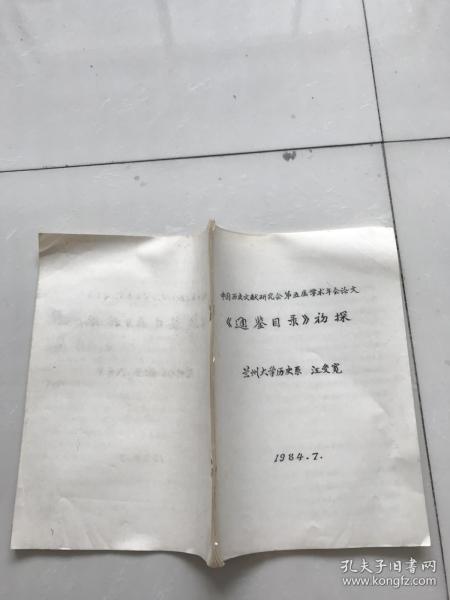 中国历史文献研究会第五届学术年会论文
《通鉴目录》初探
兰州大学历史系 汪受宽
1984.7.
孔夫子旧书网
www.kongfz.com